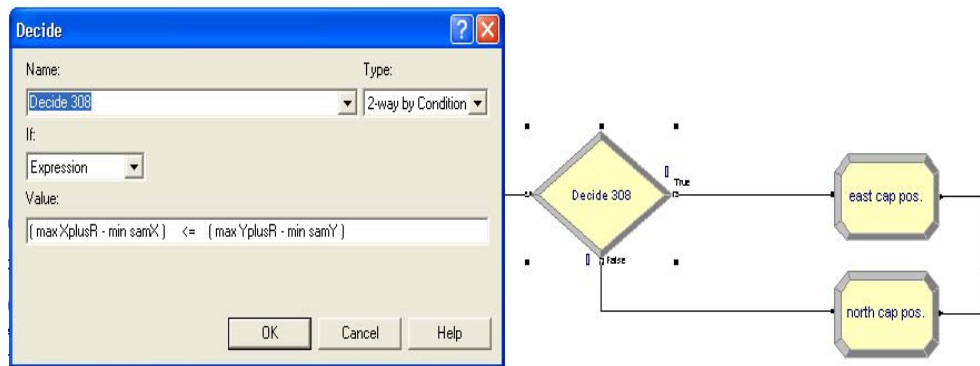 Decide
Name:
Type:
Decide 308
2-way by Condition
If:
Expression
Value:
( max XplusR - min samX ) <= ( max YplusR - min samY )
OK
Cancel
Help
Decide 308
True
False
east cap pos.
north cap pos.